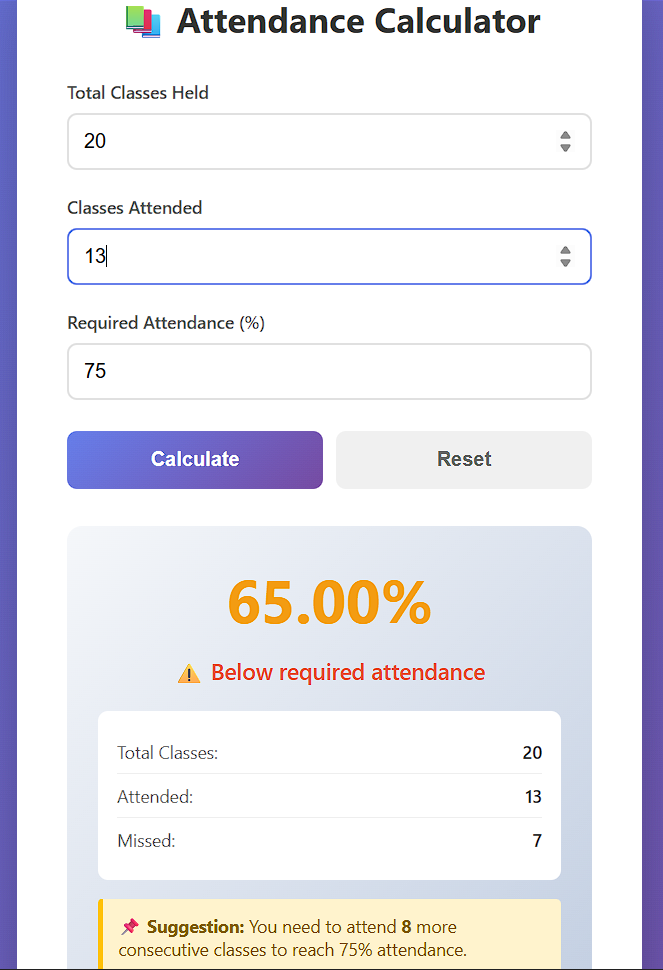 Attendance Calculator
Total Classes Held
20
Classes Attended
13
Required Attendance (%)
75
Calculate
Reset
65.00%
Below required attendance
Total Classes: 20
Attended: 13
Missed: 7
Suggestion: You need to attend 8 more
consecutive classes to reach 75% attendance.